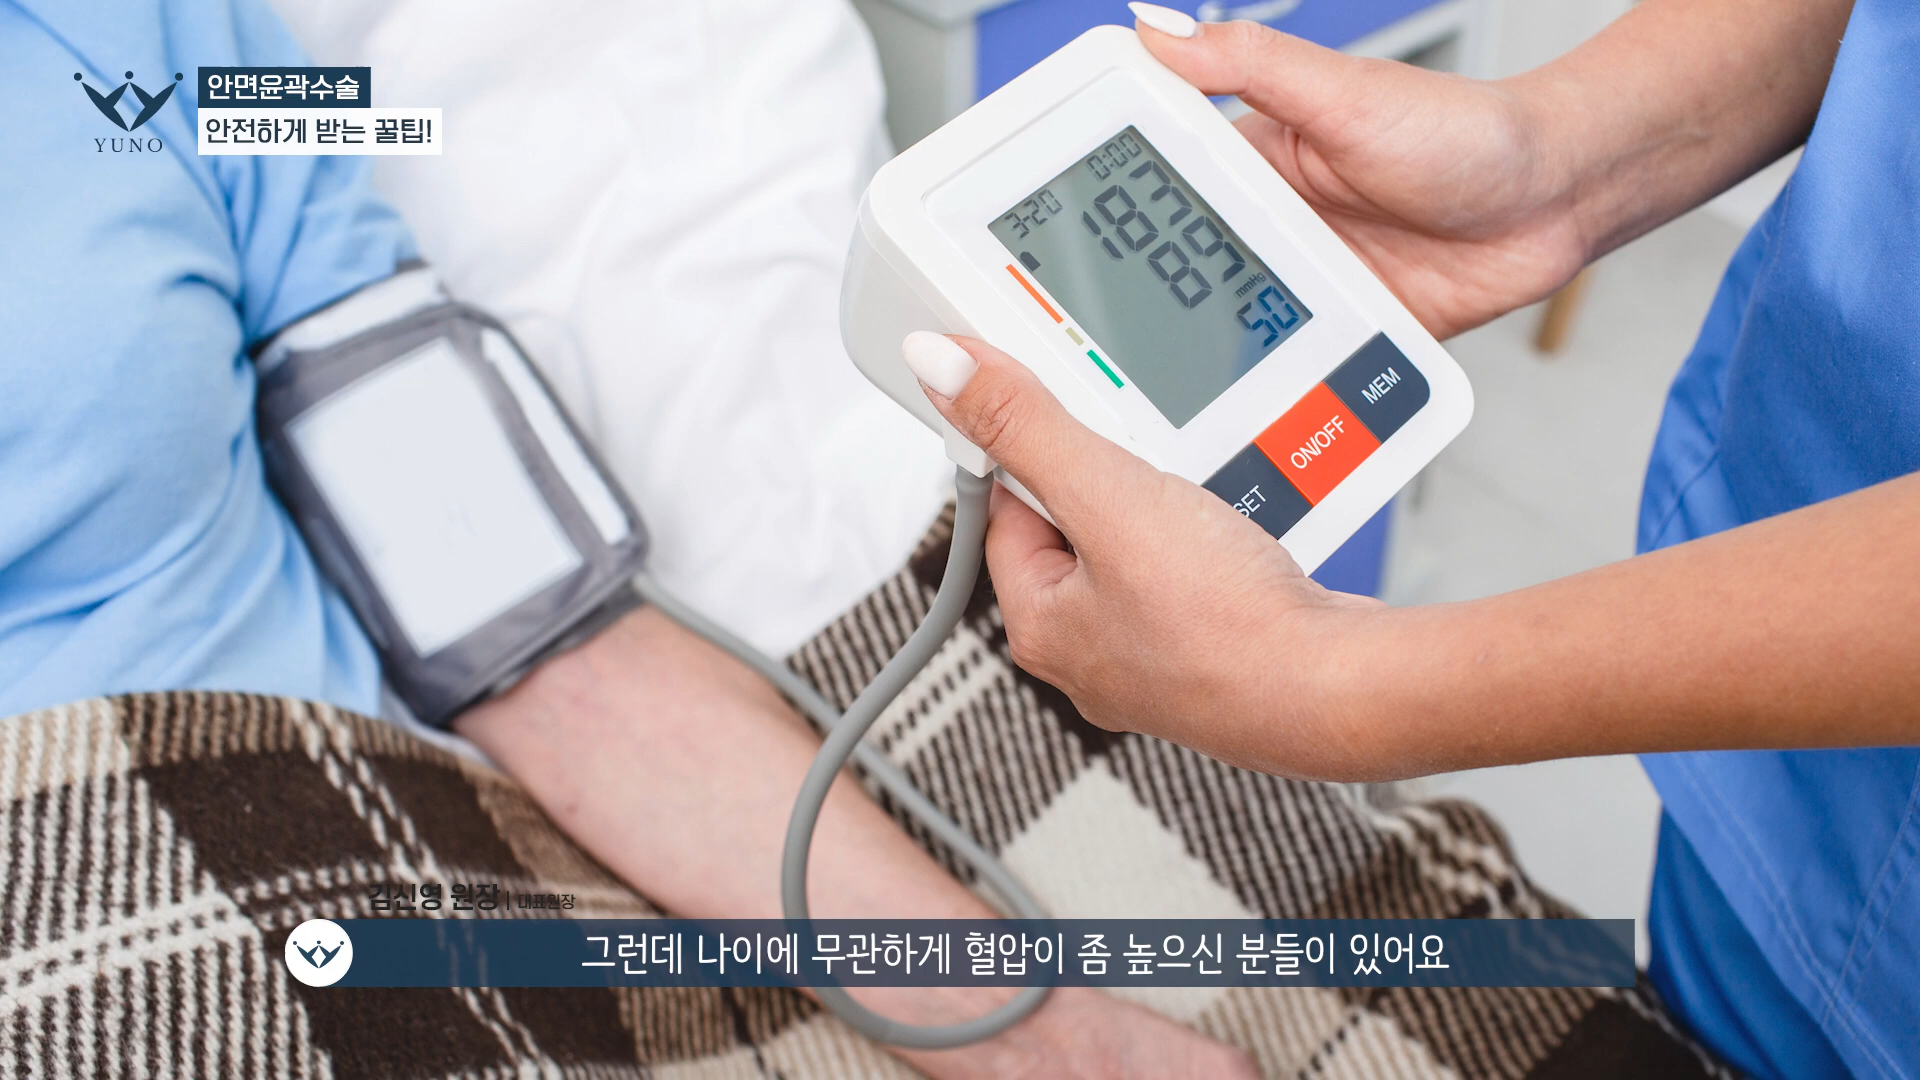 YUNO
안면윤곽수술
안전하게 받는 꿀팁!
3-20 0:00
183
89
mmHg
50
MEM
ON/OFF
SET
김신영 원장 | 대표원장
그런데 나이에 무관하게 혈압이 좀 높으신 분들이 있어요